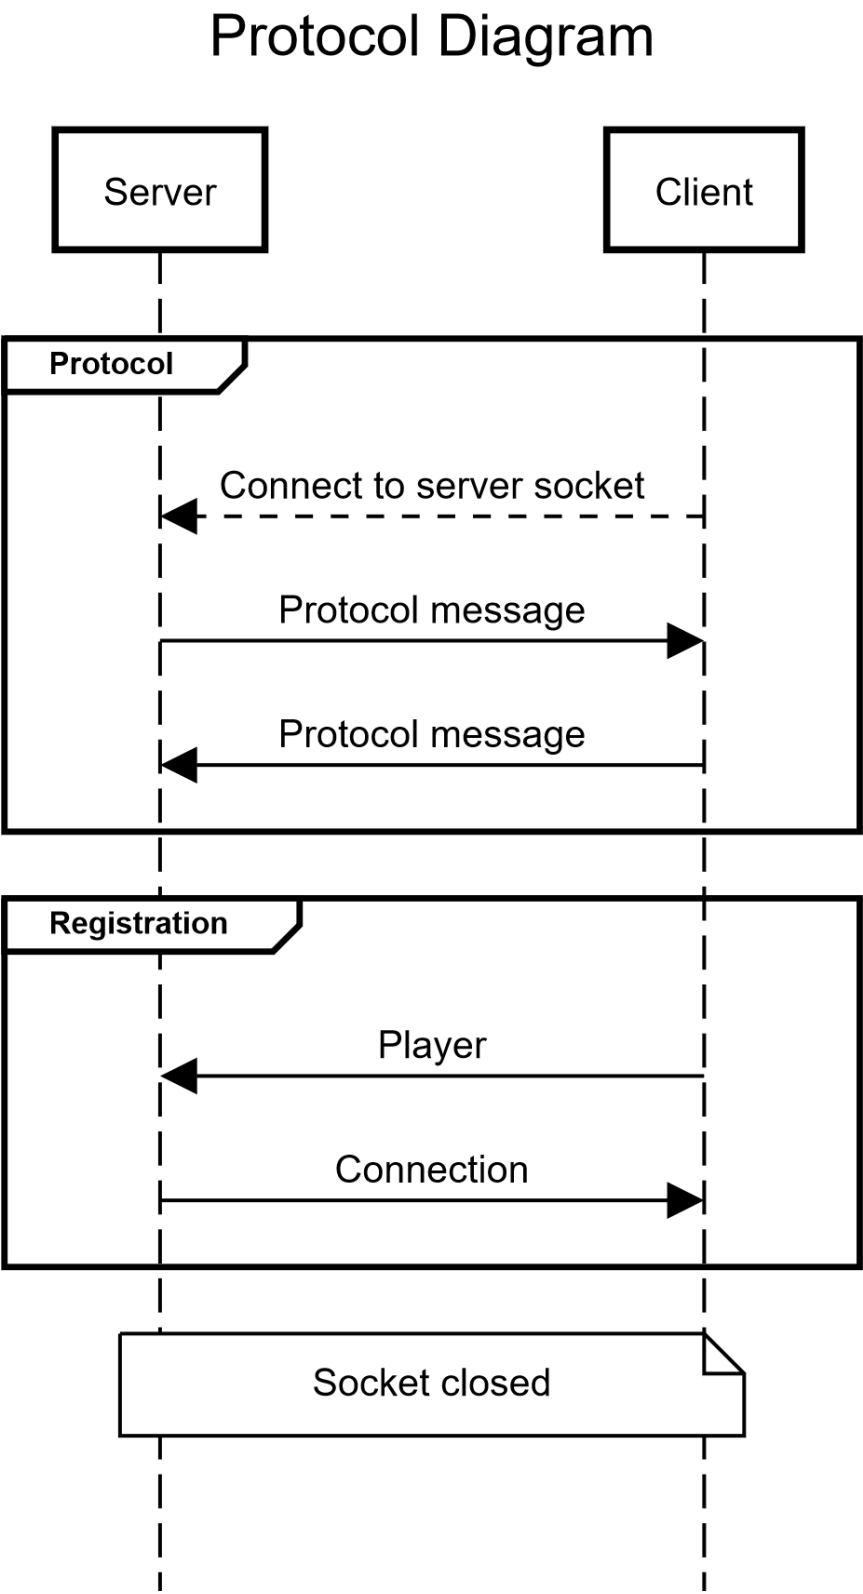 Protocol Diagram
Server
Client
Protocol
Connect to server socket
Protocol message
Protocol message
Registration
Player
Connection
Socket closed